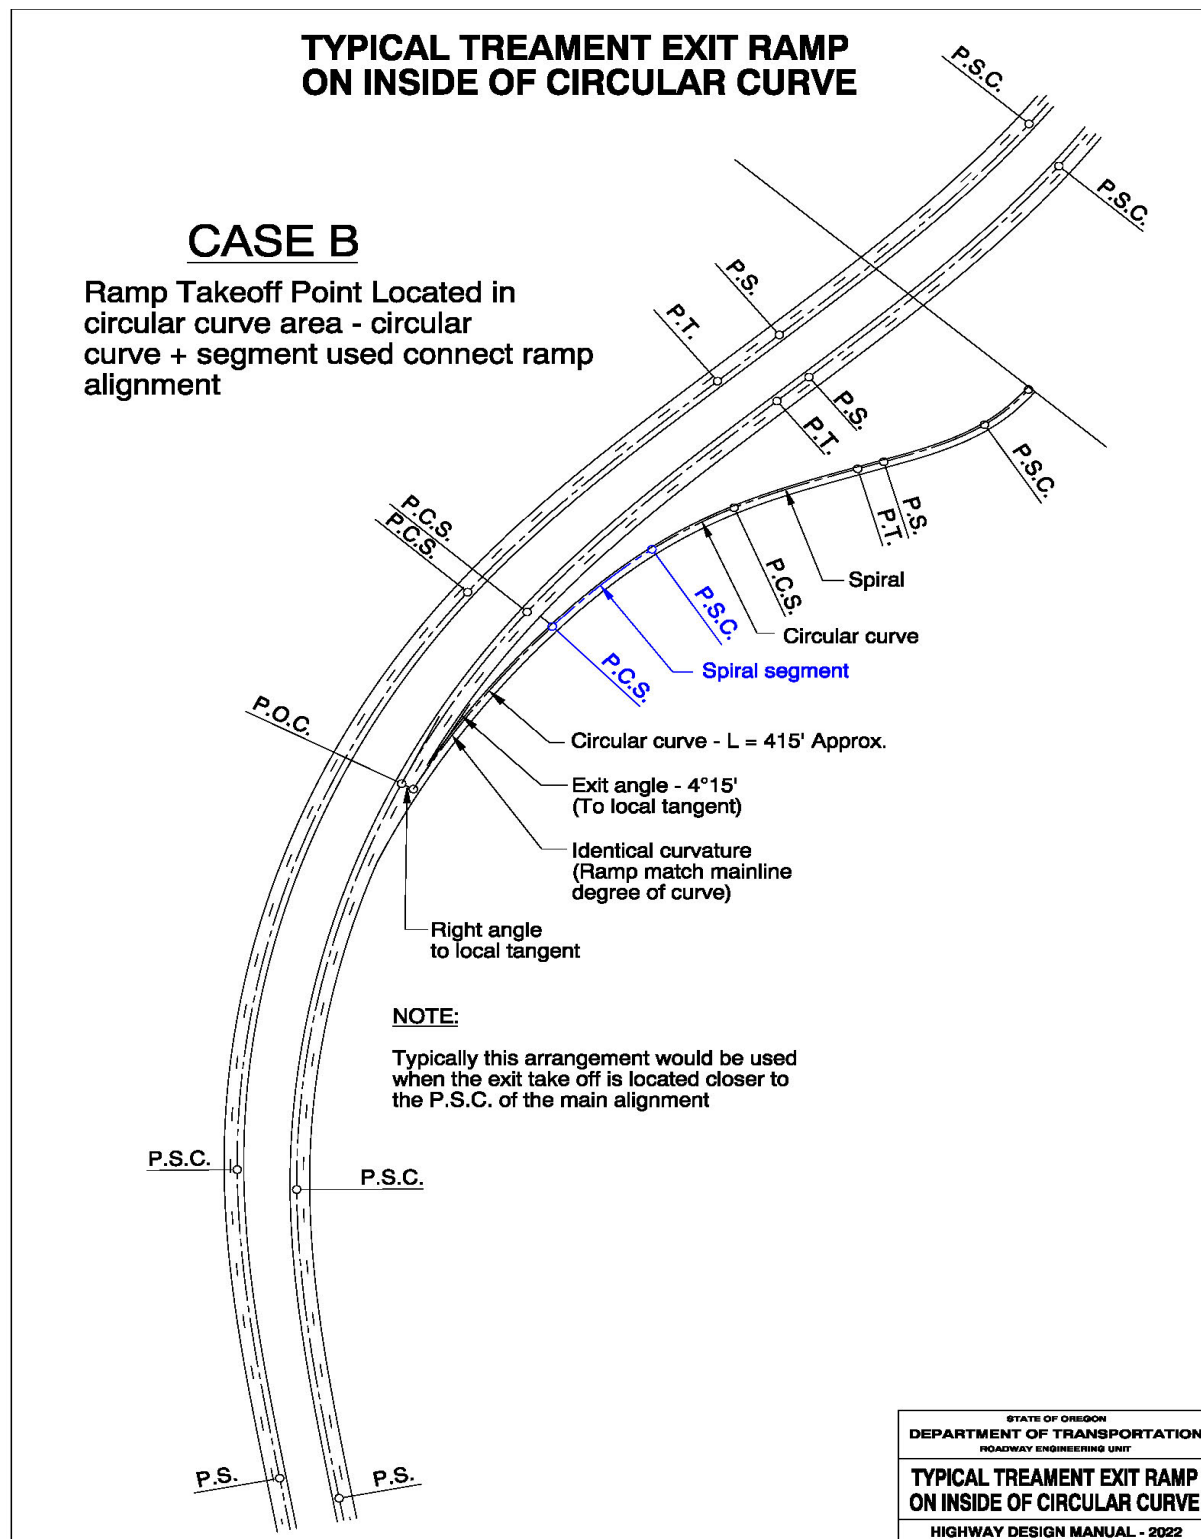 TYPICAL TREAMENT EXIT RAMP
ON INSIDE OF CIRCULAR CURVE
P.S.C.
P.S.C.
CASE B
Ramp Takeoff Point Located in
circular curve area - circular
curve + segment used connect ramp
alignment
P.S.
P.T.
P.S.
P.T.
P.S.C.
P.S.
P.T.
P.C.S.
P.C.S.
P.C.S.
Spiral
P.S.C.
Circular curve
P.C.S.
Spiral segment
P.O.C.
Circular curve - L = 415' Approx.
Exit angle - 4°15'
(To local tangent)
Identical curvature
(Ramp match mainline
degree of curve)
Right angle
to local tangent
NOTE:
Typically this arrangement would be used
when the exit take off is located closer to
the P.S.C. of the main alignment
P.S.C.
P.S.C.
P.S.
P.S.
STATE OF OREGON
DEPARTMENT OF TRANSPORTATION
ROADWAY ENGINEERING UNIT
TYPICAL TREAMENT EXIT RAMP
ON INSIDE OF CIRCULAR CURVE
HIGHWAY DESIGN MANUAL - 2022